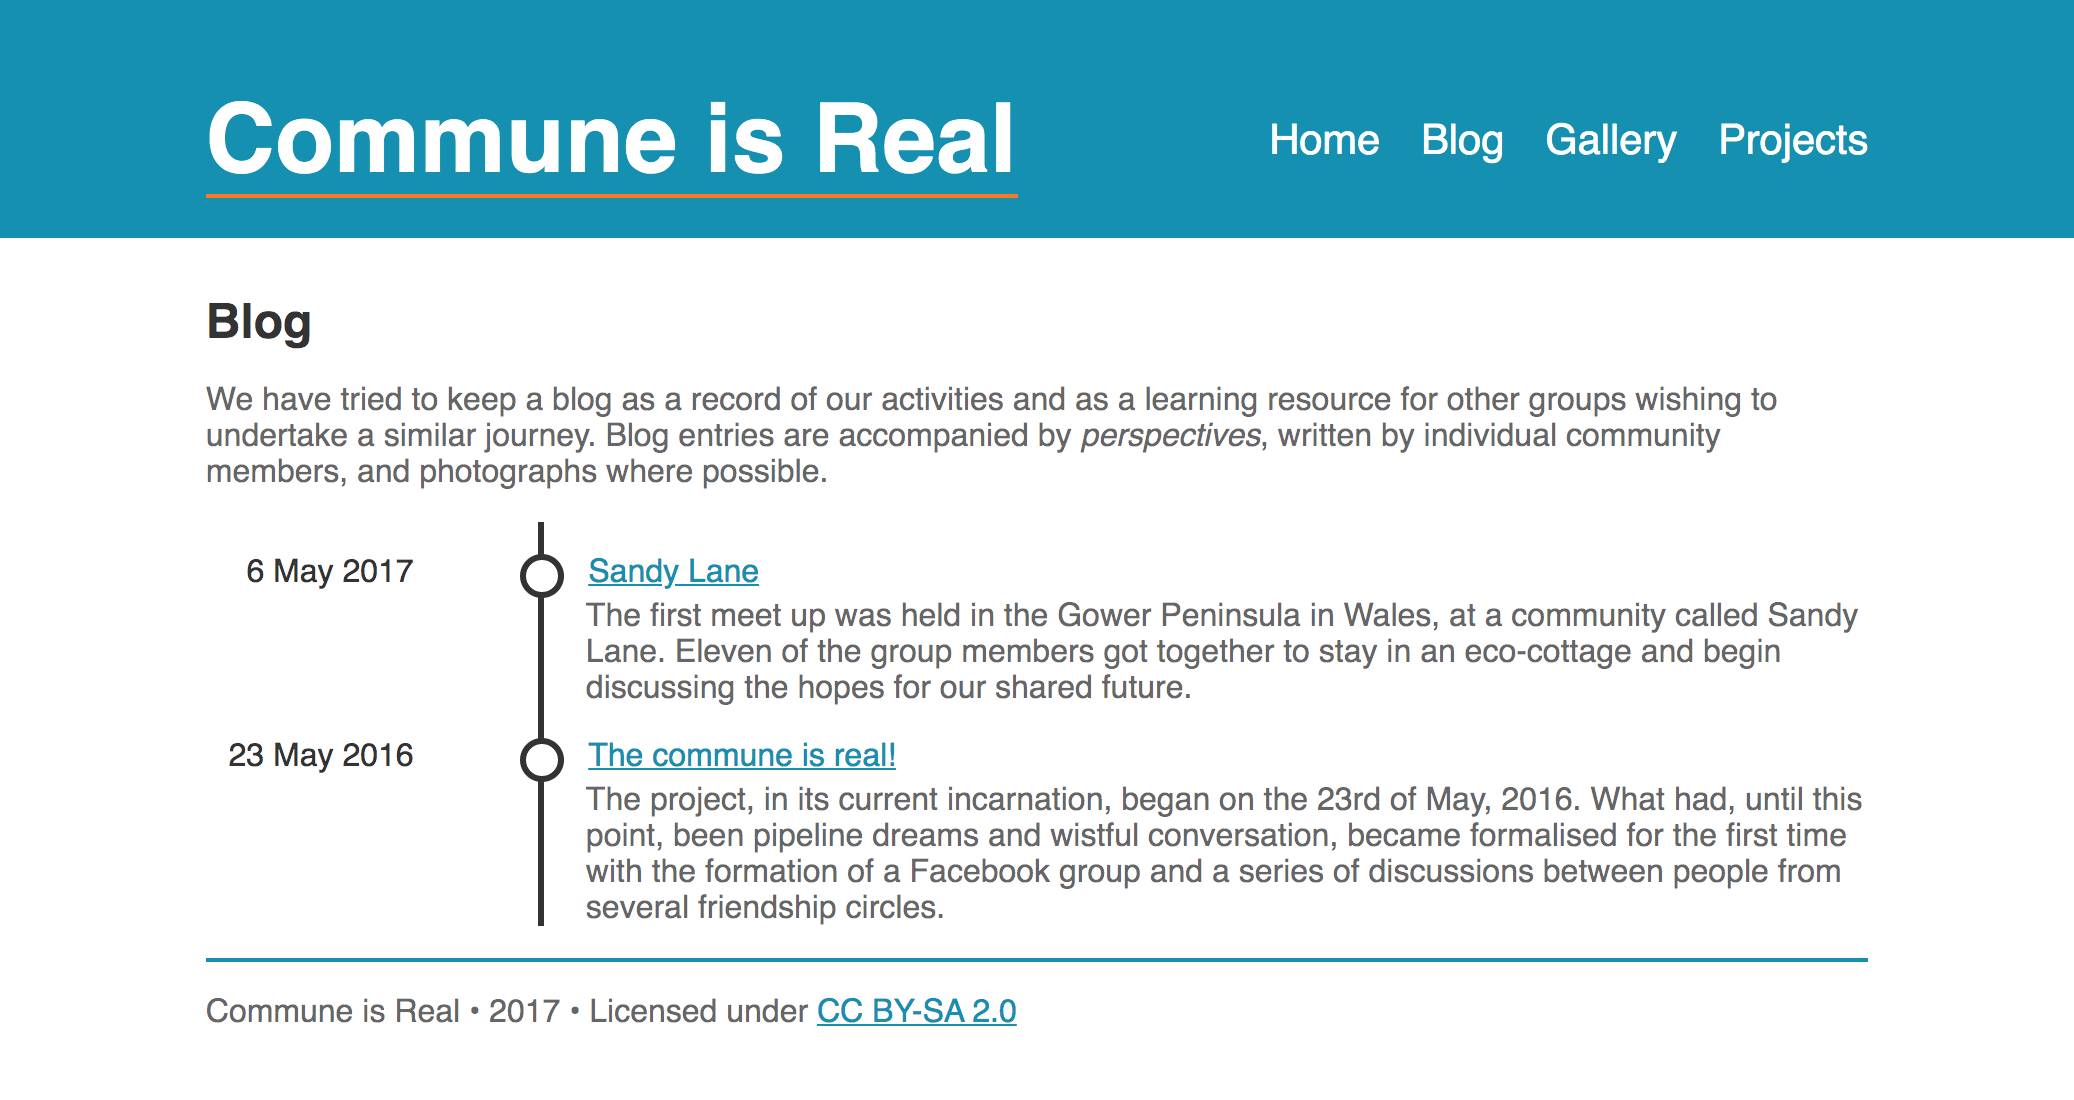 Commune is Real
Home Blog Gallery Projects
Blog
We have tried to keep a blog as a record of our activities and as a learning resource for other groups wishing to
undertake a similar journey. Blog entries are accompanied by perspectives, written by individual community
members, and photographs where possible.
6 May 2017
Sandy Lane
The first meet up was held in the Gower Peninsula in Wales, at a community called Sandy
Lane. Eleven of the group members got together to stay in an eco-cottage and begin
discussing the hopes for our shared future.
23 May 2016
The commune is real!
The project, in its current incarnation, began on the 23rd of May, 2016. What had, until this
point, been pipeline dreams and wistful conversation, became formalised for the first time
with the formation of a Facebook group and a series of discussions between people from
several friendship circles.
Commune is Real • 2017 • Licensed under CC BY-SA 2.0